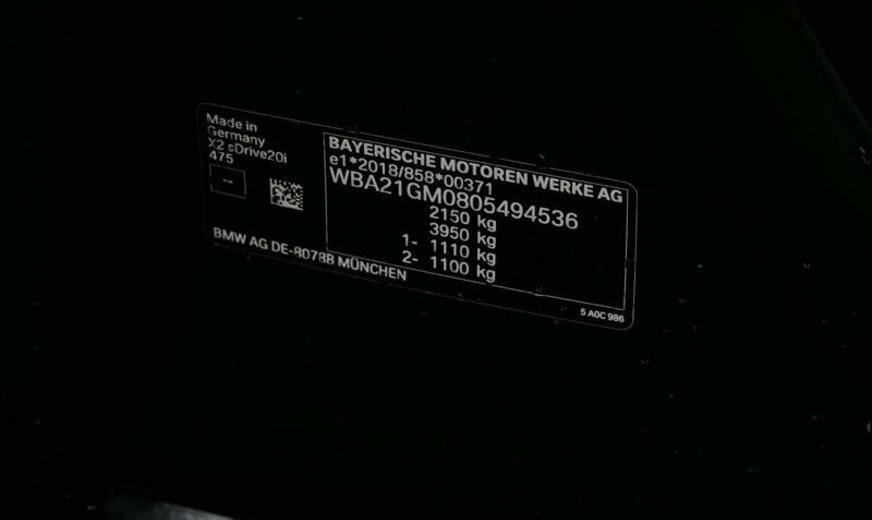 Made in
Germany
X2 sDrive20i
475
--
BAYERISCHE MOTOREN WERKE AG
e1*2018/858*00371
WBA21GM0805494536
2150 kg
3950 kg
1- 1110 kg
2- 1100 kg
BMW AG DE-80788 MÜNCHEN
5 A0C 986